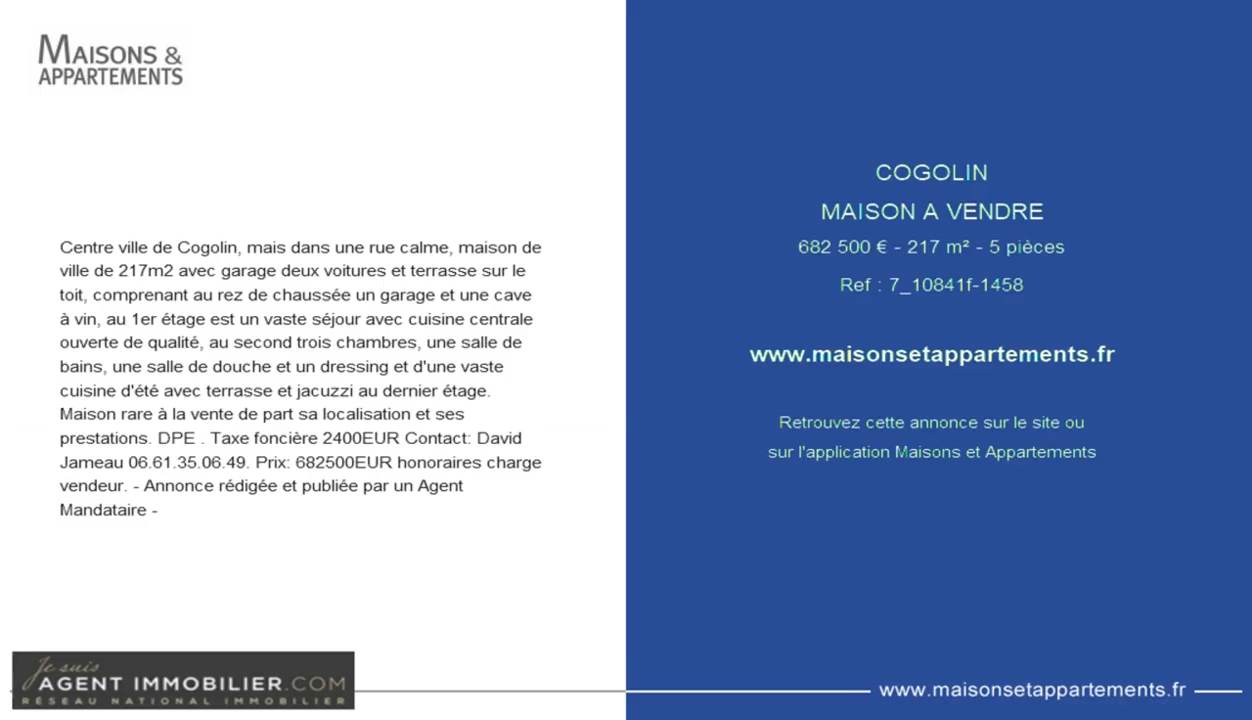 MAISONS &
APPARTEMENTS
Centre ville de Cogolin, mais dans une rue calme, maison de
ville de 217m2 avec garage deux voitures et terrasse sur le
toit, comprenant au rez de chaussée un garage et une cave
à vin, au 1er étage est un vaste séjour avec cuisine centrale
ouverte de qualité, au second trois chambres, une salle de
bains, une salle de douche et un dressing et d'une vaste
cuisine d'été avec terrasse et jacuzzi au dernier étage.
Maison rare à la vente de part sa localisation et ses
prestations. DPE . Taxe foncière 2400EUR Contact: David
Jameau 06.61.35.06.49. Prix: 682500EUR honoraires charge
vendeur. - Annonce rédigée et publiée par un Agent
Mandataire -
Je suis
AGENT IMMOBILIER.COM
RÉSEAU NATIONAL IMMOBILIER
COGOLIN
MAISON A VENDRE
682 500 € - 217 m² - 5 pièces
Ref : 7_10841f-1458
www.maisonsetappartements.fr
Retrouvez cette annonce sur le site ou
sur l'application Maisons et Appartements
www.maisonsetappartements.fr